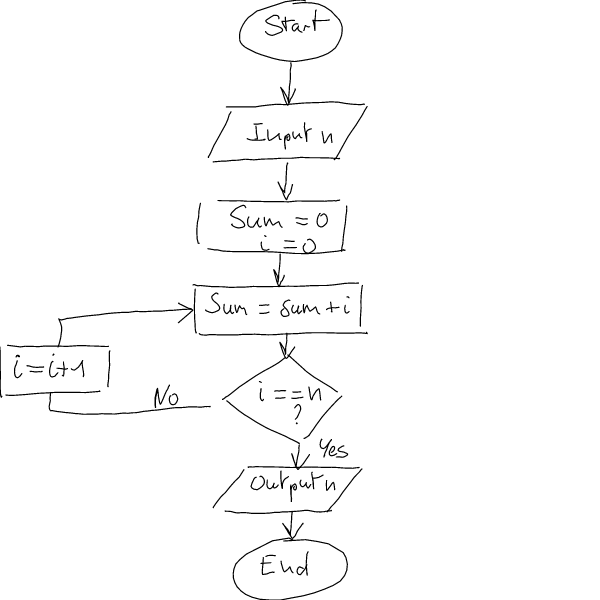 Start
Input n
Sum = 0
i = 0
Sum = sum + i
i = i+1
i == n
?
No
Yes
Output n
End